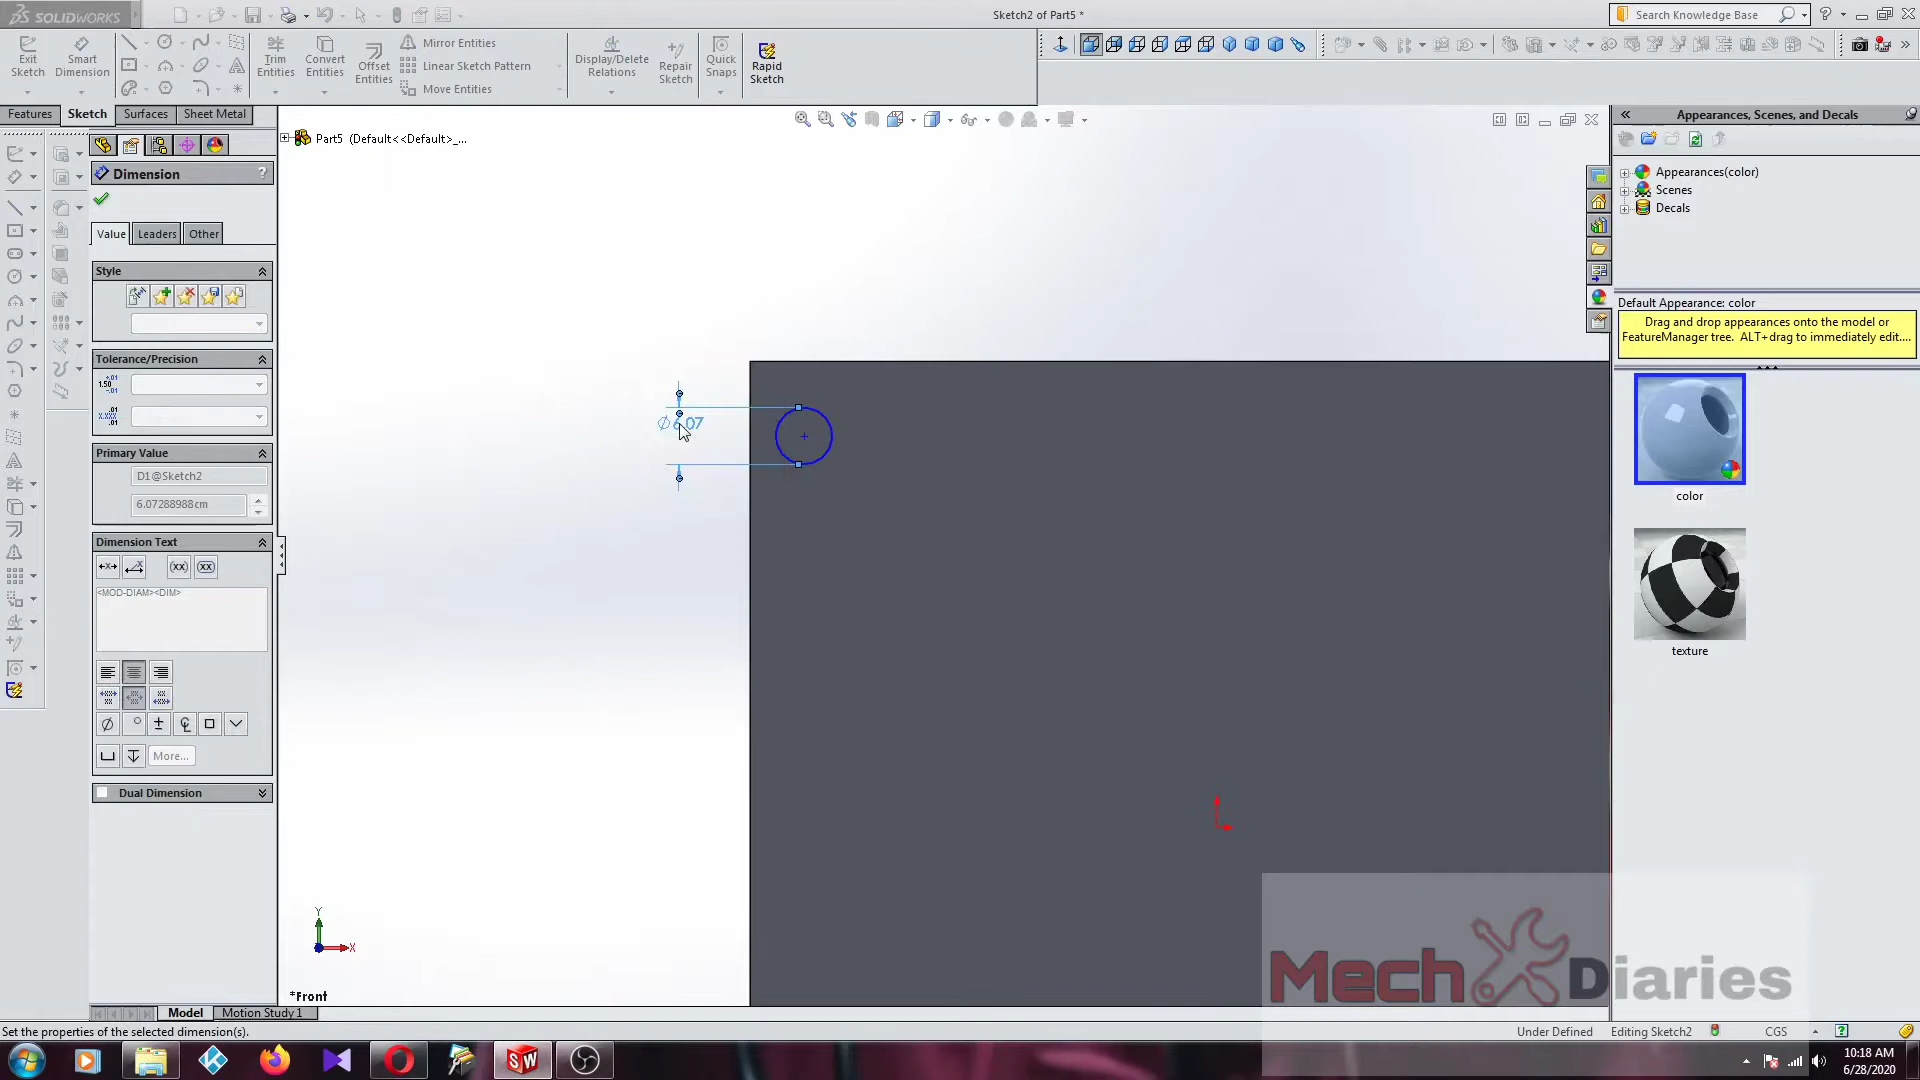 SOLIDWORKS
Sketch2 of Part5 *
Search Knowledge Base
Exit Sketch
Smart Dimension
Trim Entities
Convert Entities
Offset Entities
Mirror Entities
Linear Sketch Pattern
Move Entities
Display/Delete Relations
Repair Sketch
Quick Snaps
Rapid Sketch
Features
Sketch
Surfaces
Sheet Metal
Part5 (Default<<Default>_...
Appearances, Scenes, and Decals
Dimension
?
Value
Leaders
Other
Style
Tolerance/Precision
Primary Value
D1@Sketch2
6.07288988cm
Dimension Text
<MOD-DIAM><DIM>
More...
Dual Dimension
Appearances(color)
Scenes
Decals
Default Appearance: color
Drag and drop appearances onto the model or
FeatureManager tree. ALT+drag to immediately edit....
color
texture
Y
X
*Front
Mech Diaries
Model
Motion Study 1
Set the properties of the selected dimension(s).
Under Defined
Editing Sketch2
CGS
10:18 AM
6/28/2020